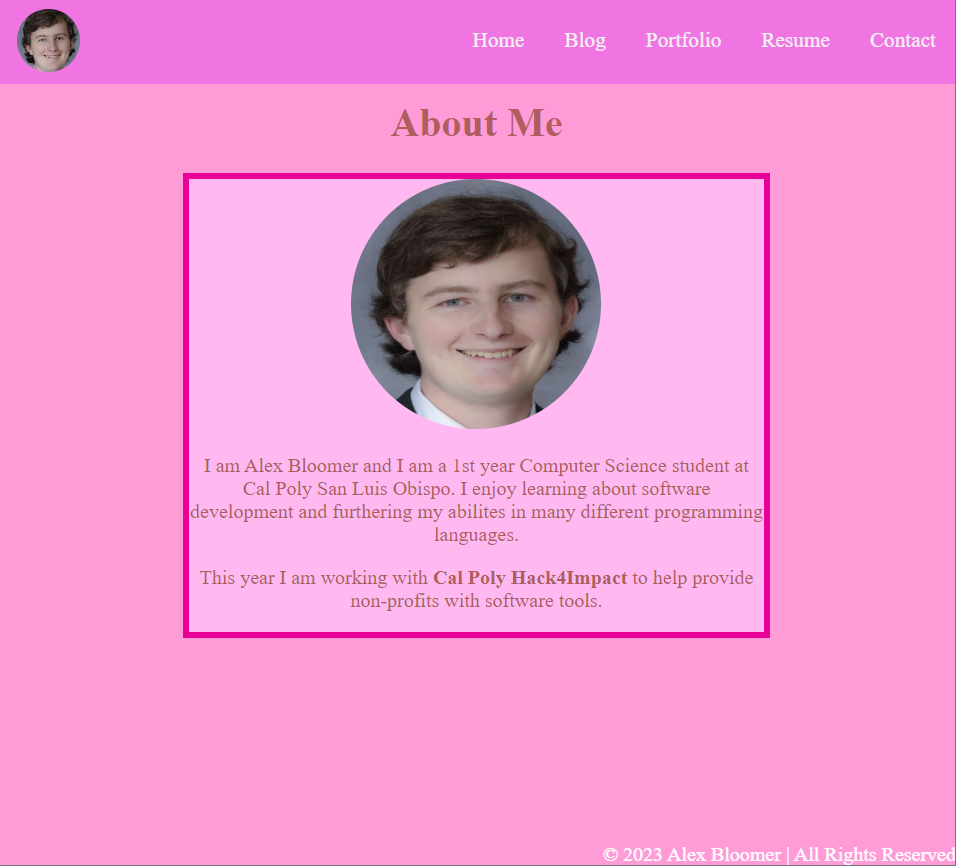 Home Blog Portfolio Resume Contact
About Me
I am Alex Bloomer and I am a 1st year Computer Science student at
Cal Poly San Luis Obispo. I enjoy learning about software
development and furthering my abilites in many different programming
languages.
This year I am working with Cal Poly Hack4Impact to help provide
non-profits with software tools.
© 2023 Alex Bloomer | All Rights Reserved